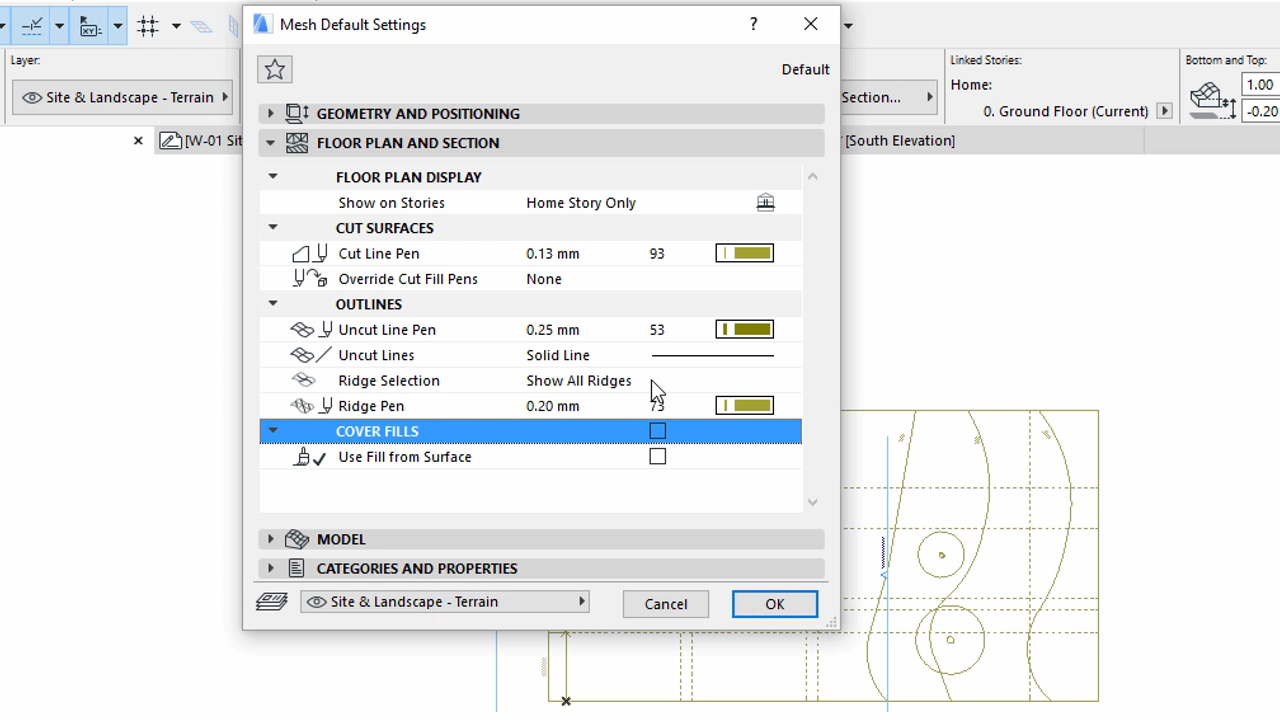 Mesh Default Settings
?
Layer:
Default
Linked Stories:
Bottom and Top:
Site & Landscape - Terrain
Section...
Home:
0. Ground Floor (Current)
1.00
-0.20
GEOMETRY AND POSITIONING
[W-01 Sit
FLOOR PLAN AND SECTION
[South Elevation]
FLOOR PLAN DISPLAY
Show on Stories Home Story Only
CUT SURFACES
Cut Line Pen 0.13 mm 93
Override Cut Fill Pens None
OUTLINES
Uncut Line Pen 0.25 mm 53
Uncut Lines Solid Line
Ridge Selection Show All Ridges
Ridge Pen 0.20 mm 73
COVER FILLS
Use Fill from Surface
MODEL
CATEGORIES AND PROPERTIES
Site & Landscape - Terrain
Cancel
OK